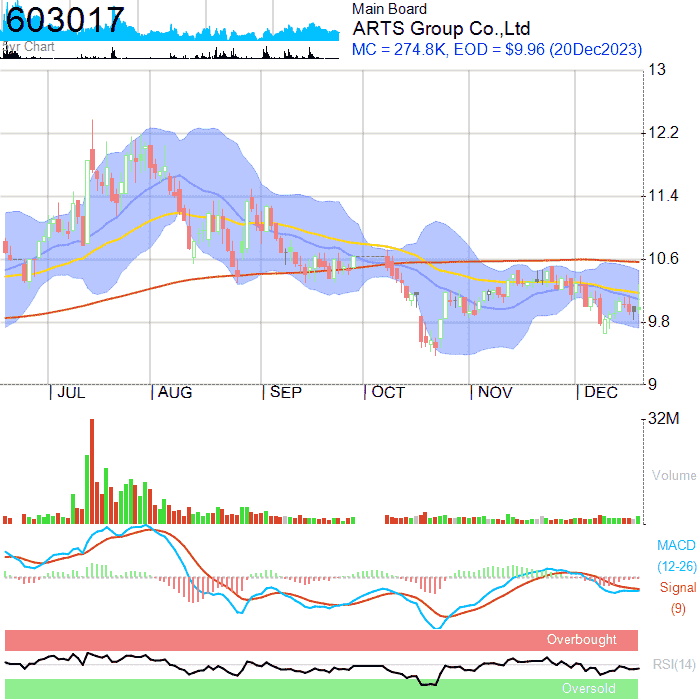 603017
5yr Chart
Main Board
ARTS Group Co.,Ltd
MC = 274.8K, EOD = $9.96 (20Dec2023)
13
12.2
11.4
10.6
9.8
9
JUL AUG SEP OCT NOV DEC
32M
Volume
MACD
(12-26)
Signal
(9)
Overbought
RSI(14)
Oversold